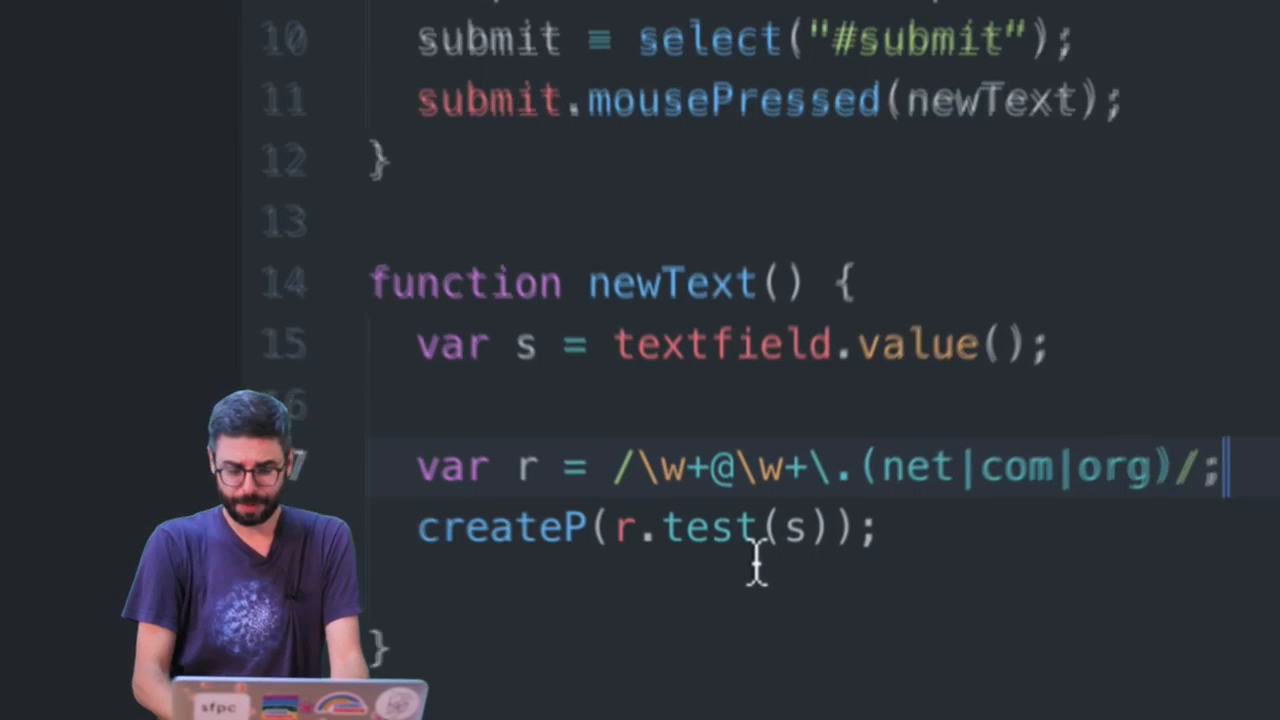 10 submit = select("#submit");
11 submit.mousePressed(newText);
12 }
13
14 function newText() {
15 var s = textfield.value();
16
7 var r = /\w+@\w+\.(net|com|org)/;
createP(r.test(s));
}
sfpc